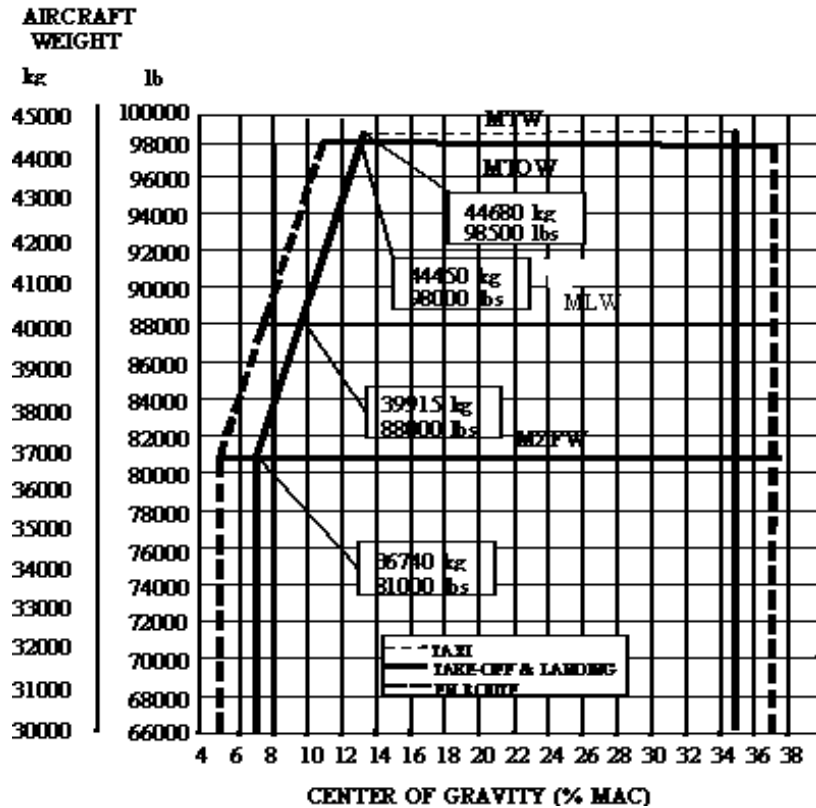 AIRCRAFT
WEIGHT
kg
lb
45000
44000
43000
42000
41000
40000
39000
38000
37000
36000
35000
34000
33000
32000
31000
30000
100000
98000
96000
94000
92000
90000
88000
86000
84000
82000
80000
78000
76000
74000
72000
70000
68000
66000
MTW
MTOW
44680 kg
98500 lbs
44450 kg
98000 lbs
MLW
39915 kg
88000 lbs
MZFW
36740 kg
81000 lbs
TAXI
TAKE-OFF & LANDING
EN ROUTE
4 6 8 10 12 14 16 18 20 22 24 26 28 30 32 34 36 38
CENTER OF GRAVITY (% MAC)